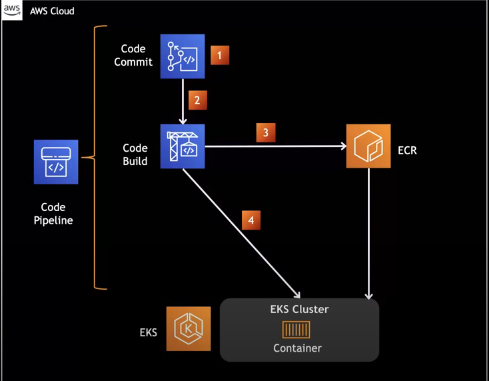 aws
AWS Cloud
Code
Commit
1
2
Code
Build
3
ECR
Code
Pipeline
4
EKS
EKS Cluster
Container